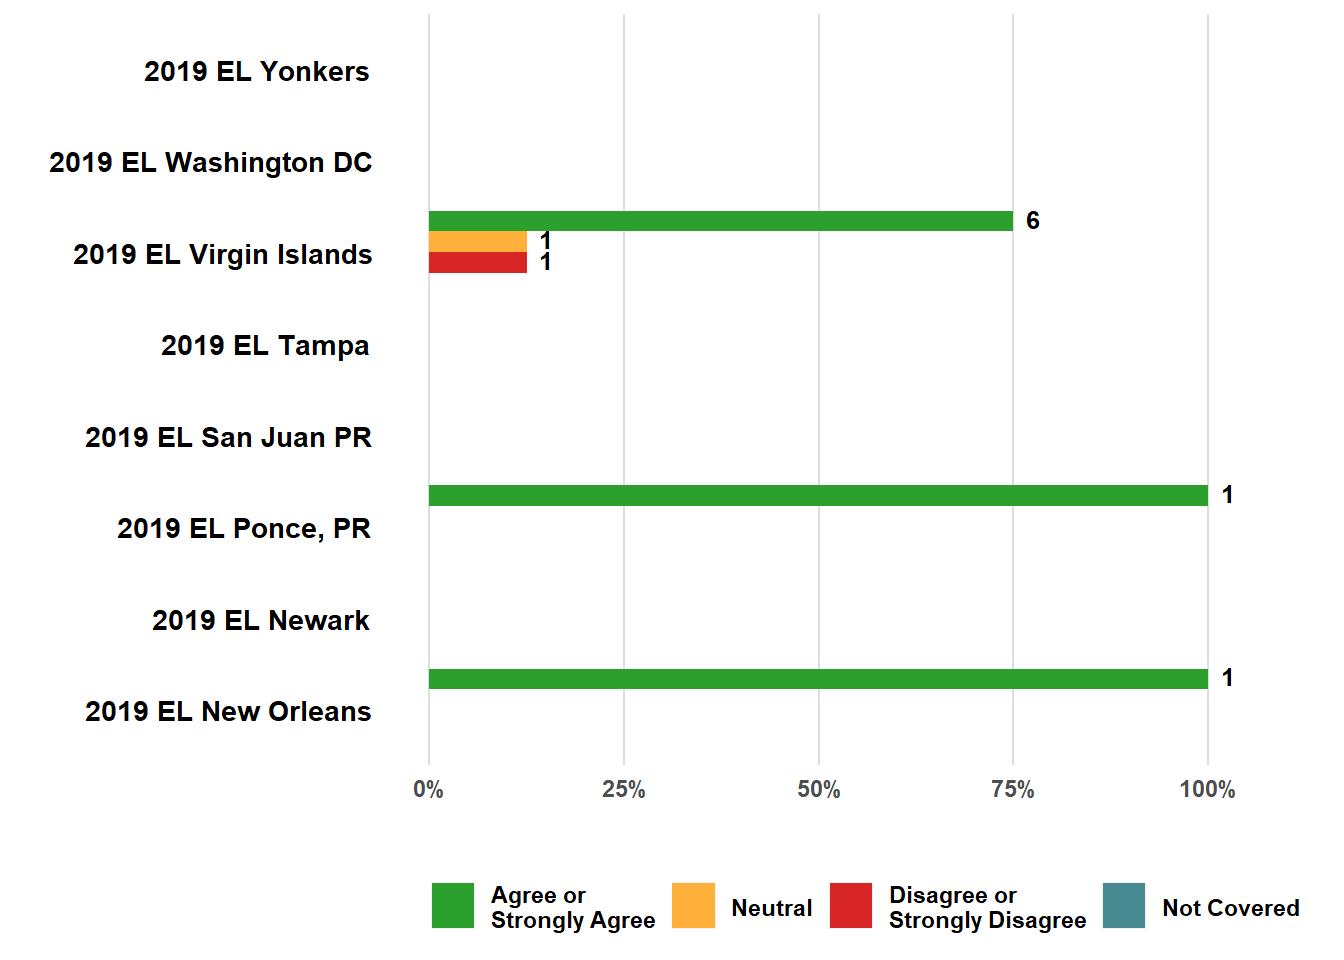 2019 EL Yonkers
2019 EL Washington DC
6
1
2019 EL Virgin Islands
1
2019 EL Tampa
2019 EL San Juan PR
1
2019 EL Ponce, PR
2019 EL Newark
1
2019 EL New Orleans
0% 25% 50% 75% 100%
Agree or
Strongly Agree
Neutral
Disagree or
Strongly Disagree
Not Covered